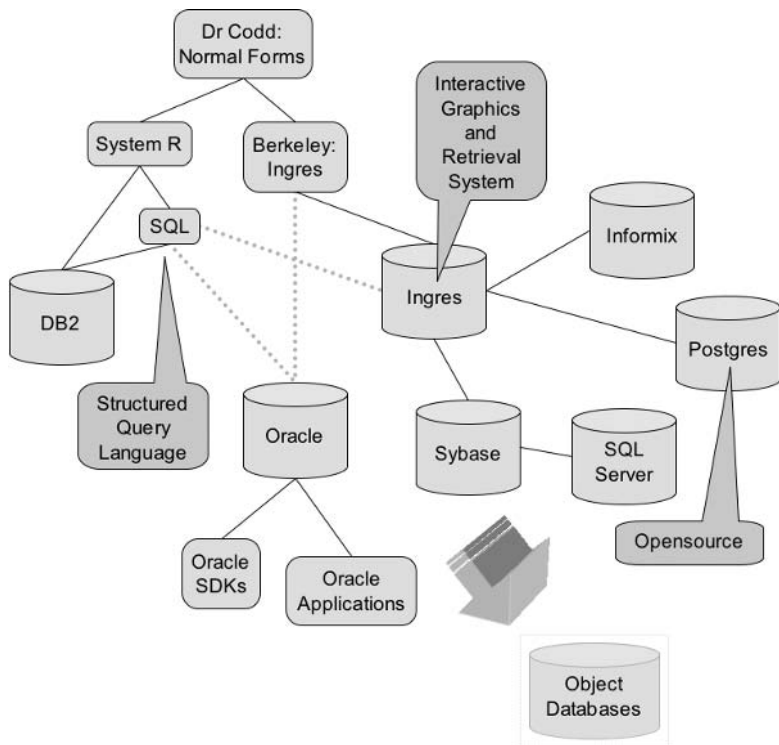 Dr Codd:
Normal Forms
Interactive
Graphics
and
Retrieval
System
System R
Berkeley:
Ingres
SQL
Informix
DB2
Ingres
Postgres
Structured
Query
Language
Oracle
Sybase
SQL
Server
Opensource
Oracle
SDKs
Oracle
Applications
Object
Databases